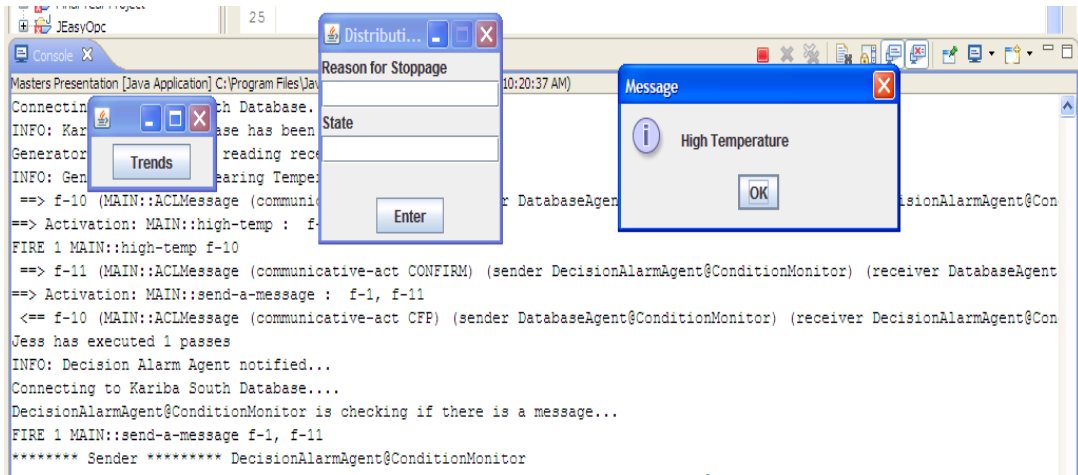 JEasyOpc
25
Console
Masters Presentation [Java Application] C:\Program Files\Jav
10:20:37 AM)
Distributi...
Reason for Stoppage
State
Enter
Trends
Message
High Temperature
OK
Connectin th Database.
INFO: Kar ase has been
Generator reading rece
INFO: Gen earing Temper
==> f-10 (MAIN::ACLMessage (communic r DatabaseAgen isionAlarmAgent@Con
==> Activation: MAIN::high-temp : f-
FIRE 1 MAIN::high-temp f-10
==> f-11 (MAIN::ACLMessage (communicative-act CONFIRM) (sender DecisionAlarmAgent@ConditionMonitor) (receiver DatabaseAgent
==> Activation: MAIN::send-a-message : f-1, f-11
<== f-10 (MAIN::ACLMessage (communicative-act CFP) (sender DatabaseAgent@ConditionMonitor) (receiver DecisionAlarmAgent@Con
Jess has executed 1 passes
INFO: Decision Alarm Agent notified...
Connecting to Kariba South Database....
DecisionAlarmAgent@ConditionMonitor is checking if there is a message...
FIRE 1 MAIN::send-a-message f-1, f-11
******** Sender ********* DecisionAlarmAgent@ConditionMonitor